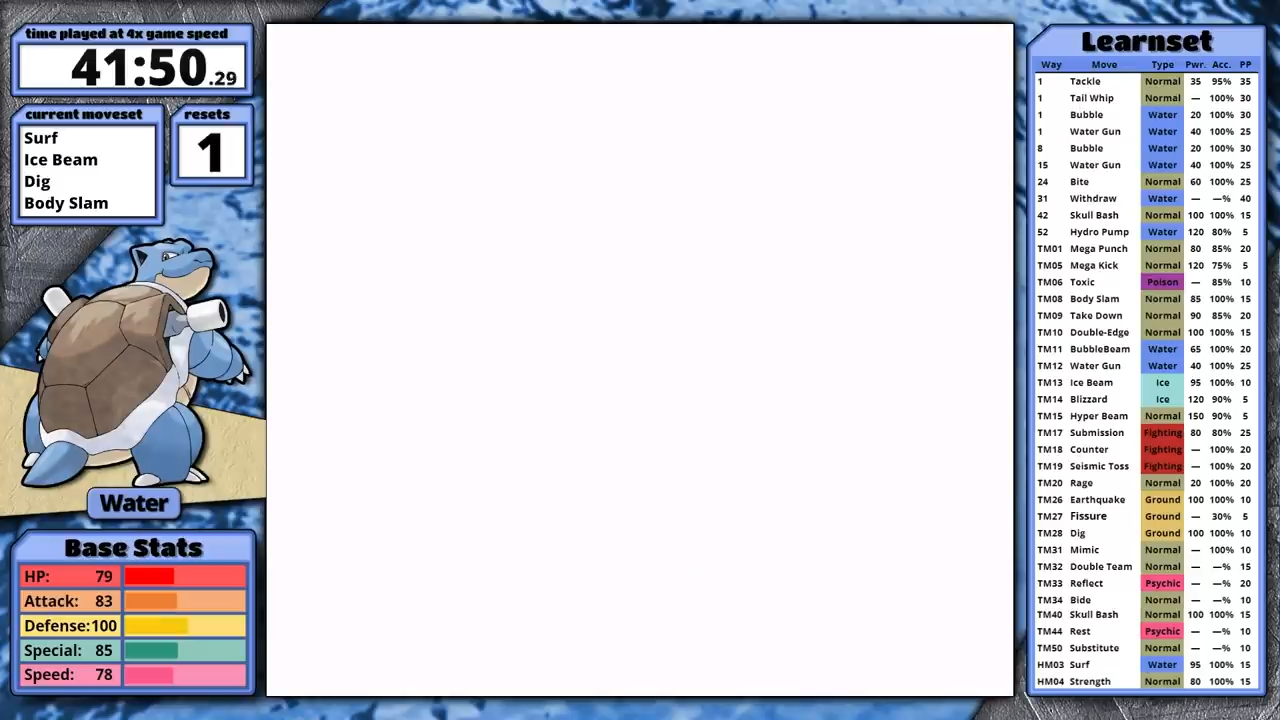 time played at 4x game speed
41:50.29
current moveset
Surf
Ice Beam
Dig
Body Slam
resets
1
Water
Base Stats
HP: 79
Attack: 83
Defense: 100
Special: 85
Speed: 78
Learnset
Way Move Type Pwr. Acc. PP
1 Tackle Normal 35 95% 35
1 Tail Whip Normal — 100% 30
1 Bubble Water 20 100% 30
1 Water Gun Water 40 100% 25
8 Bubble Water 20 100% 30
15 Water Gun Water 40 100% 25
24 Bite Normal 60 100% 25
31 Withdraw Water — —% 40
42 Skull Bash Normal 100 100% 15
52 Hydro Pump Water 120 80% 5
TM01 Mega Punch Normal 80 85% 20
TM05 Mega Kick Normal 120 75% 5
TM06 Toxic Poison — 85% 10
TM08 Body Slam Normal 85 100% 15
TM09 Take Down Normal 90 85% 20
TM10 Double-Edge Normal 100 100% 15
TM11 BubbleBeam Water 65 100% 20
TM12 Water Gun Water 40 100% 25
TM13 Ice Beam Ice 95 100% 10
TM14 Blizzard Ice 120 90% 5
TM15 Hyper Beam Normal 150 90% 5
TM17 Submission Fighting 80 80% 25
TM18 Counter Fighting — 100% 20
TM19 Seismic Toss Fighting — 100% 20
TM20 Rage Normal 20 100% 20
TM26 Earthquake Ground 100 100% 10
TM27 Fissure Ground — 30% 5
TM28 Dig Ground 100 100% 10
TM31 Mimic Normal — 100% 10
TM32 Double Team Normal — —% 15
TM33 Reflect Psychic — —% 20
TM34 Bide Normal — —% 10
TM40 Skull Bash Normal 100 100% 15
TM44 Rest Psychic — —% 10
TM50 Substitute Normal — —% 10
HM03 Surf Water 95 100% 15
HM04 Strength Normal 80 100% 15